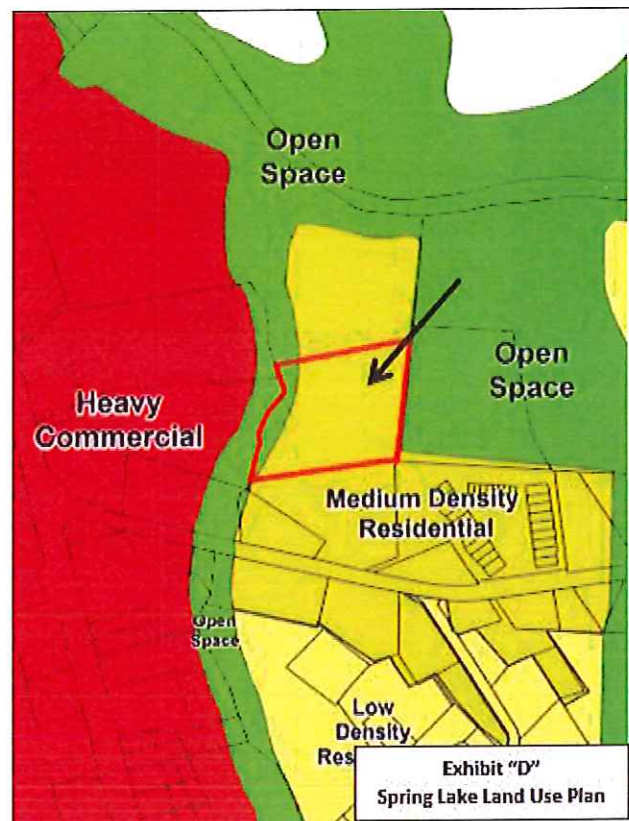 Open
Space
Open
Space
Heavy
Commercial
Medium Density
Residential
Open
Space
Low
Density
Res
Exhibit "D"
Spring Lake Land Use Plan